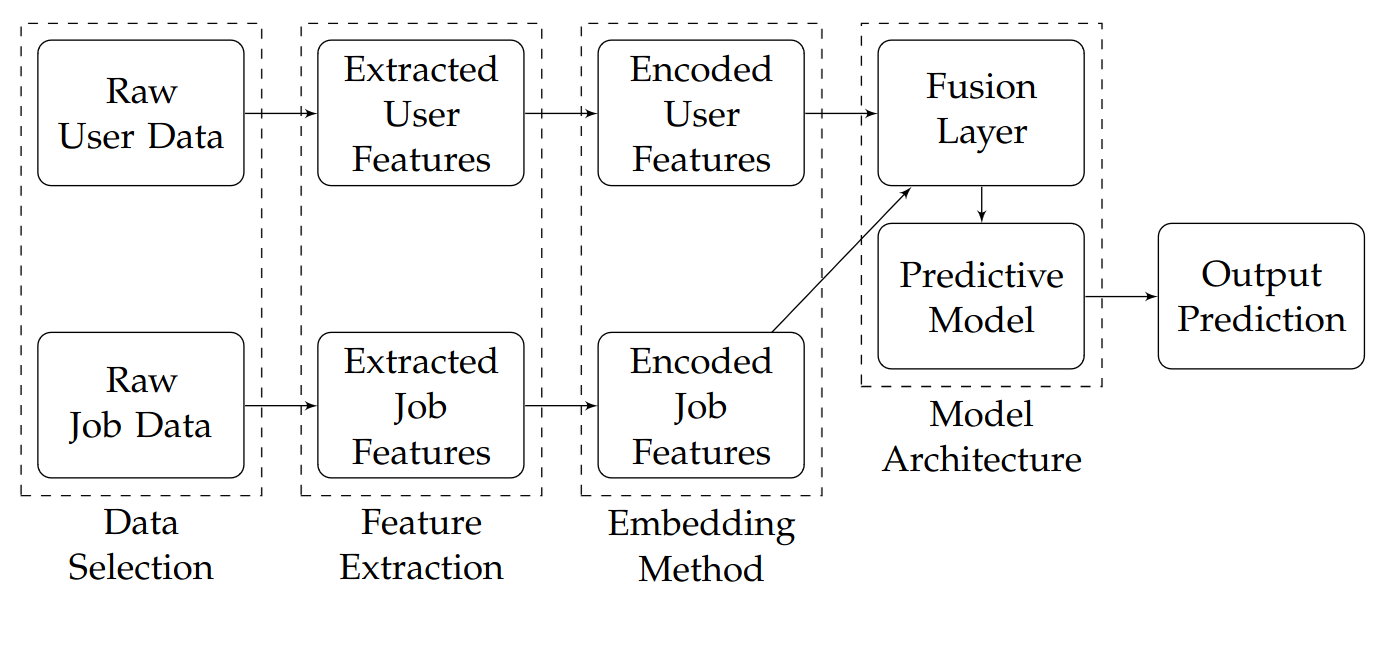 Raw
User Data
Extracted
User
Features
Encoded
User
Features
Fusion
Layer
Raw
Job Data
Extracted
Job
Features
Encoded
Job
Features
Predictive
Model
Output
Prediction
Data
Selection
Feature
Extraction
Embedding
Method
Model
Architecture